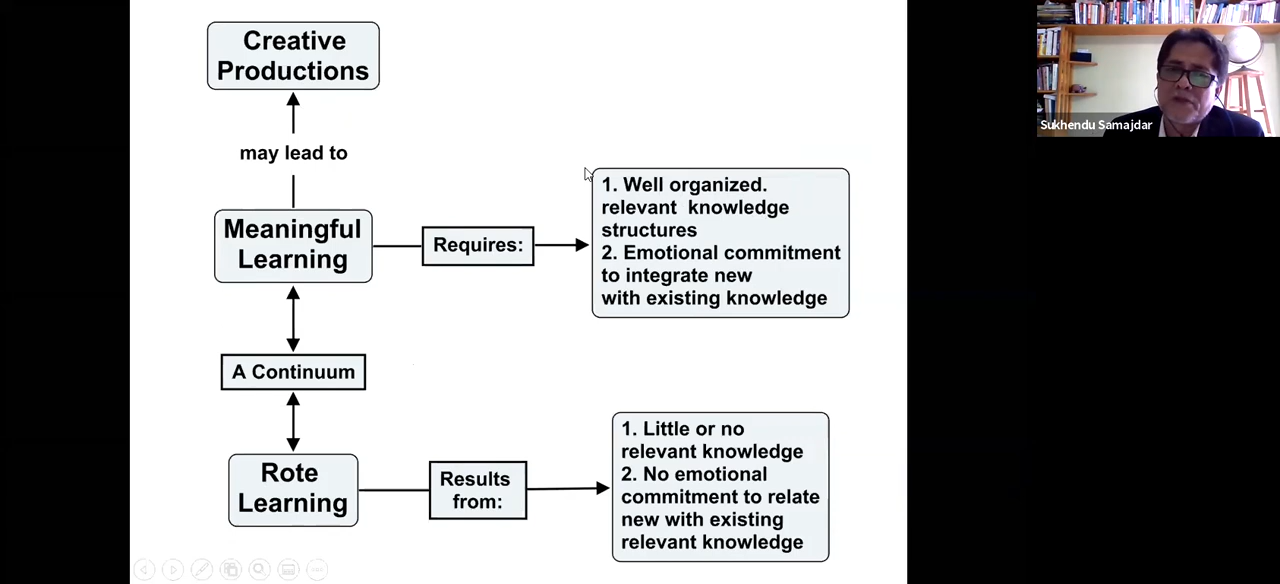 Creative
Productions
may lead to
Meaningful
Learning
Requires:
1. Well organized.
relevant knowledge
structures
2. Emotional commitment
to integrate new
with existing knowledge
A Continuum
Rote
Learning
Results
from:
1. Little or no
relevant knowledge
2. No emotional
commitment to relate
new with existing
relevant knowledge
Sukhendu Samajdar